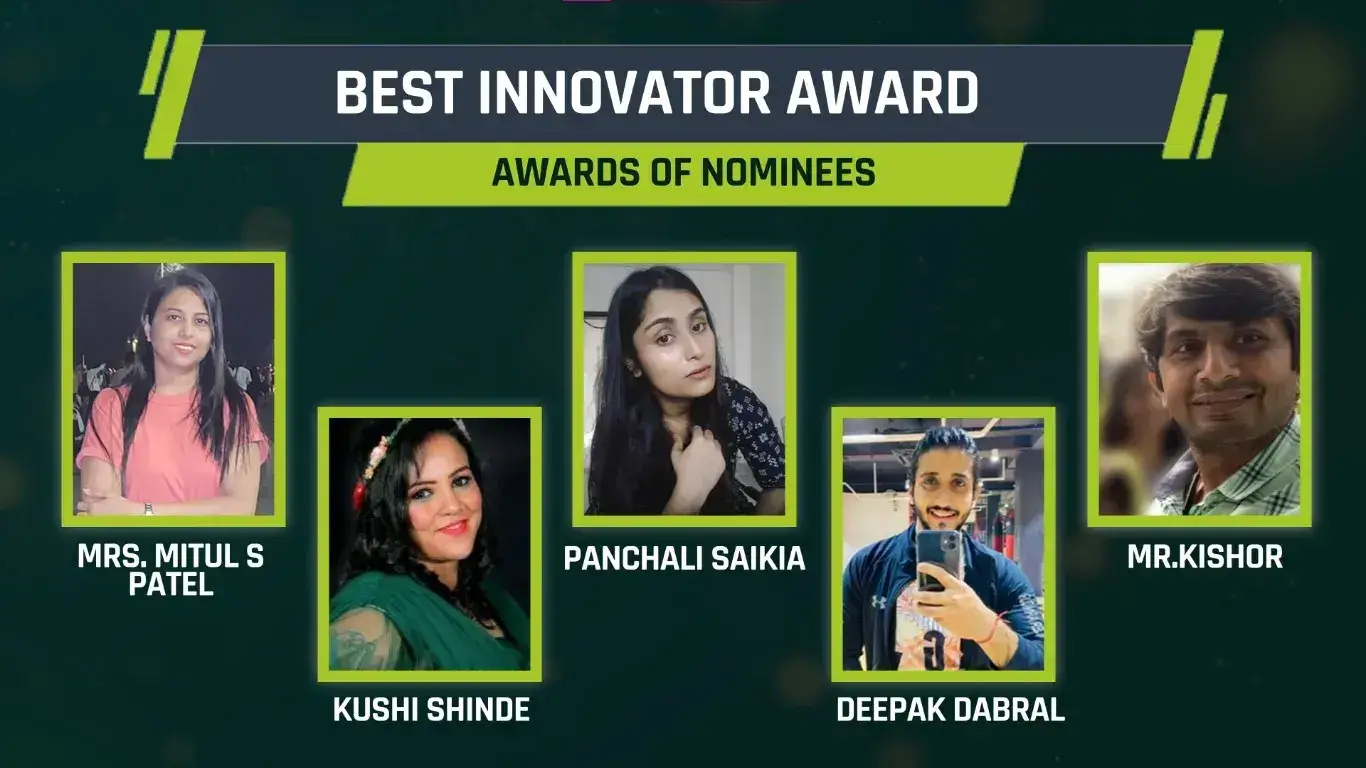 BEST INNOVATOR AWARD
AWARDS OF NOMINEES
MRS. MITUL S
PATEL
KUSHI SHINDE
PANCHALI SAIKIA
DEEPAK DABRAL
MR.KISHOR